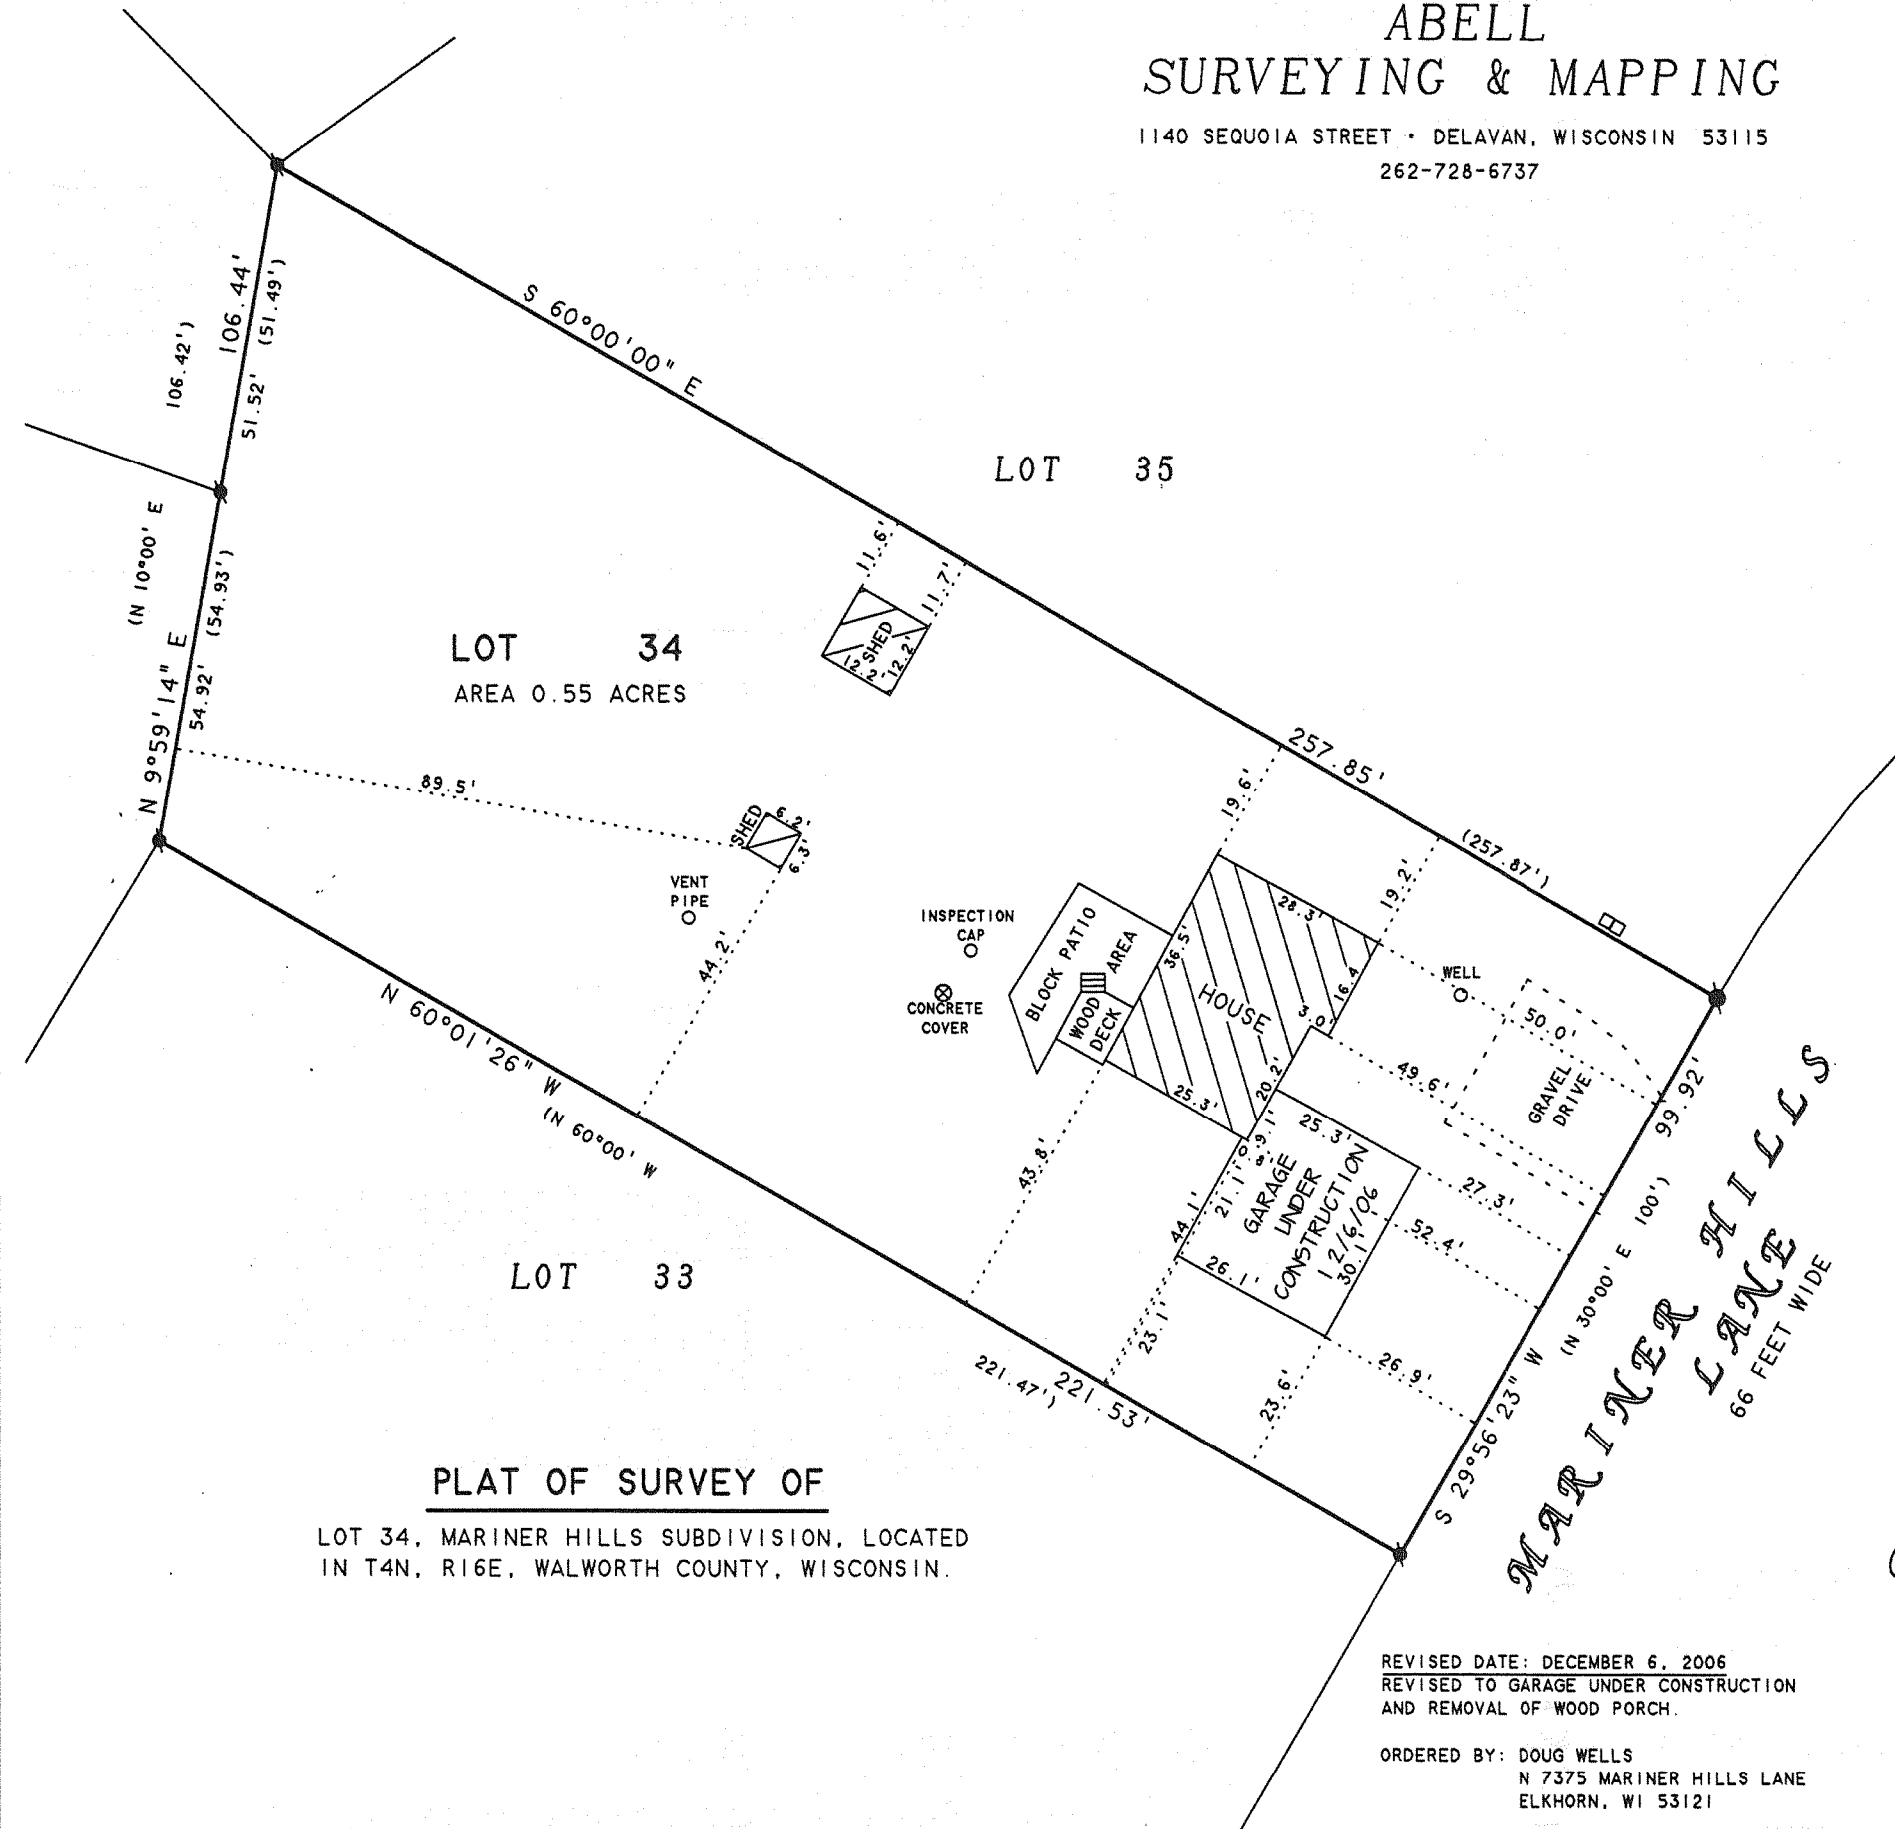 ABELL
SURVEYING & MAPPING
1140 SEQUOIA STREET · DELAVAN, WISCONSIN 53115
262-728-6737
106.44'
(51.49')
106.42')
51.52'
S 60°00'00" E
LOT 35
(N 10°00' E
(54.93')
N 9°59'14" E
54.92'
LOT 34
AREA 0.55 ACRES
11.6'
11.7'
SHED
12.2'
12.2'
257.85'
(257.87')
89.5'
SHED
6.2'
6.3'
VENT
PIPE
44.2'
INSPECTION
CAP
CONCRETE
COVER
BLOCK PATIO
AREA
WOOD
DECK
19.6'
19.2'
28.3'
36.5'
HOUSE
16.4
3.0'
20.2'
25.3'
WELL
50.0'
49.6'
GRAVEL
DRIVE
99.92'
N 60°01'26" W
(N 60°00' W
43.8'
9.1'
0.8'
25.3'
44.1'
21.1'
GARAGE
UNDER
CONSTRUCTION
12/6/06
30.1'
26.1'
27.3'
52.4'
26.9'
23.1'
23.6'
LOT 33
221.47')
221.53'
S 29°56'23" W
(N 30°00' E 100')
MARINER HILLS
LANE
66 FEET WIDE
PLAT OF SURVEY OF
LOT 34, MARINER HILLS SUBDIVISION, LOCATED
IN T4N, R16E, WALWORTH COUNTY, WISCONSIN.
REVISED DATE: DECEMBER 6, 2006
REVISED TO GARAGE UNDER CONSTRUCTION
AND REMOVAL OF WOOD PORCH.
ORDERED BY: DOUG WELLS
N 7375 MARINER HILLS LANE
ELKHORN, WI 53121